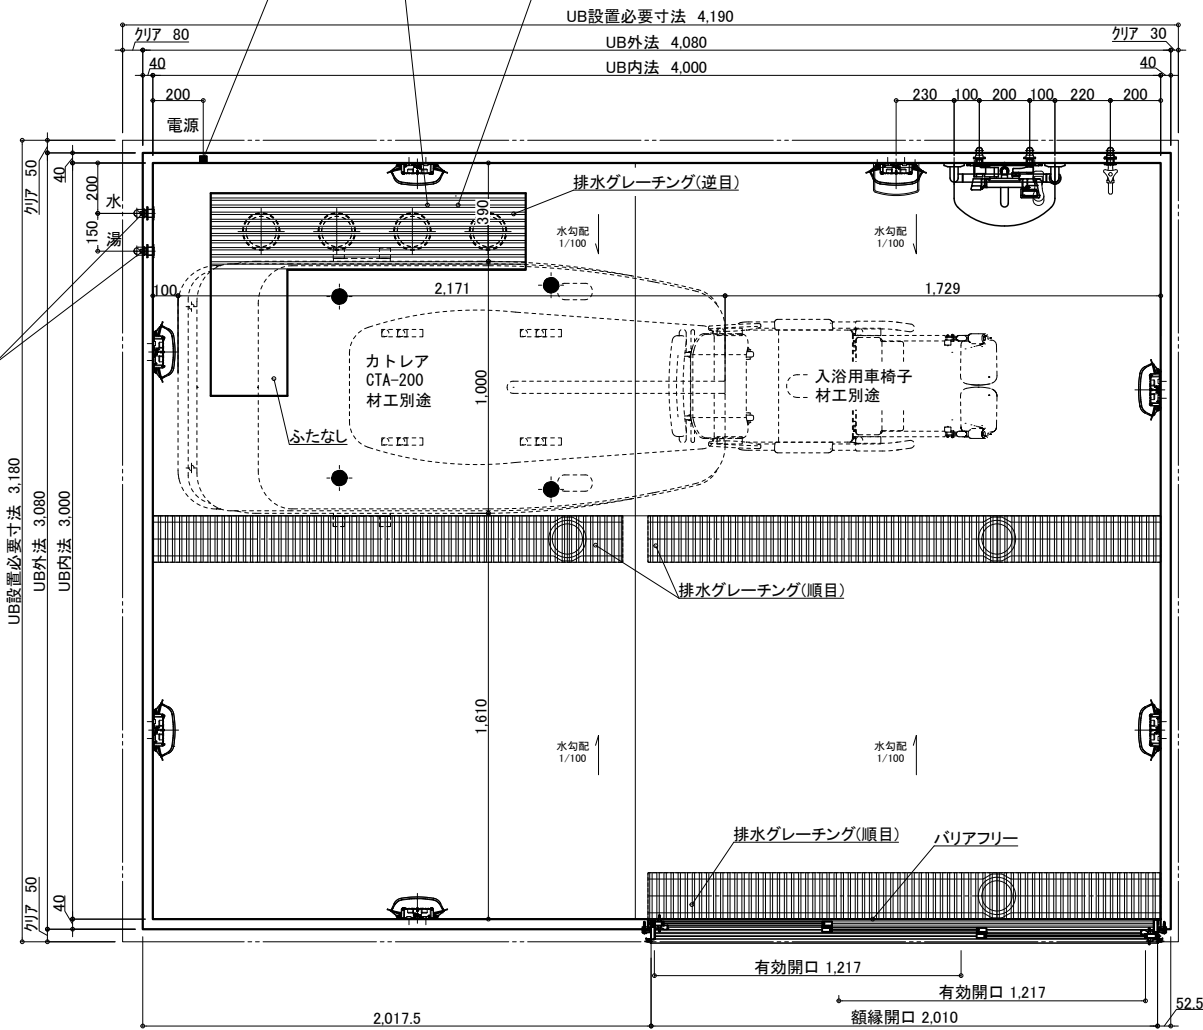 UB設置必要寸法 4,190
クリア 80
UB外法 4,080
クリア 30
40
UB内法 4,000
40
200
230
100
200
100
220
200
電源
クリア 50
40
200
水
150
湯
排水グレーチング(逆目)
390
水勾配
1/100
水勾配
1/100
100
2,171
1,729
カトレア
CTA-200
材工別途
1,000
入浴用車椅子
材工別途
ふたなし
UB設置必要寸法 3,180
UB外法 3,080
UB内法 3,000
排水グレーチング(順目)
1,610
水勾配
1/100
水勾配
1/100
排水グレーチング(順目)
バリアフリー
クリア 50
40
有効開口 1,217
有効開口 1,217
2,017.5
額縁開口 2,010
52.5